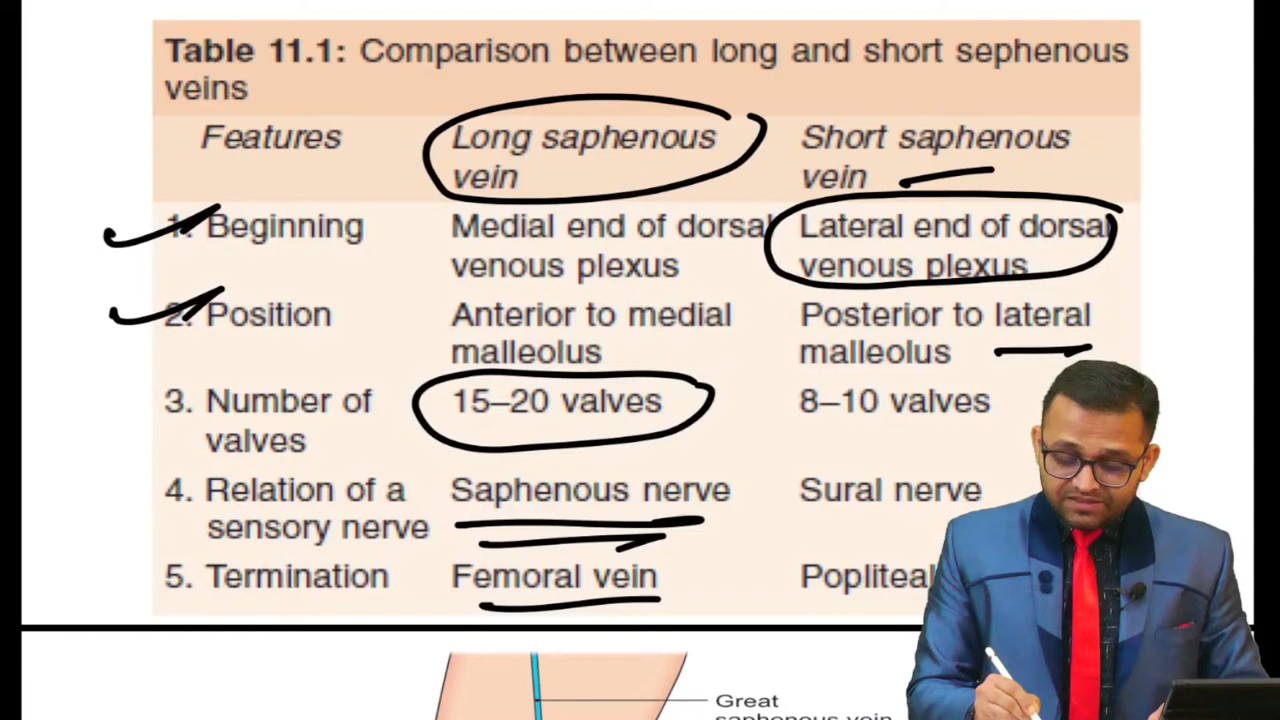 Table 11.1: Comparison between long and short sephenous
veins
Features Long saphenous Short saphenous
vein vein
1. Beginning Medial end of dorsal Lateral end of dorsal
venous plexus venous plexus
2. Position Anterior to medial Posterior to lateral
malleolus malleolus
3. Number of 15–20 valves 8–10 valves
valves
4. Relation of a Saphenous nerve Sural nerve
sensory nerve
5. Termination Femoral vein Popliteal
Great
saphenous vein